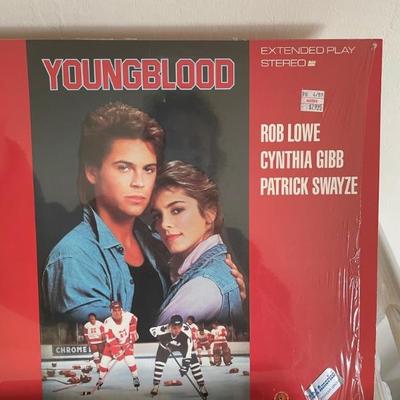 YOUNGBLOOD
EXTENDED PLAY
STEREO
ROB LOWE
CYNTHIA GIBB
PATRICK SWAYZE
CHROME